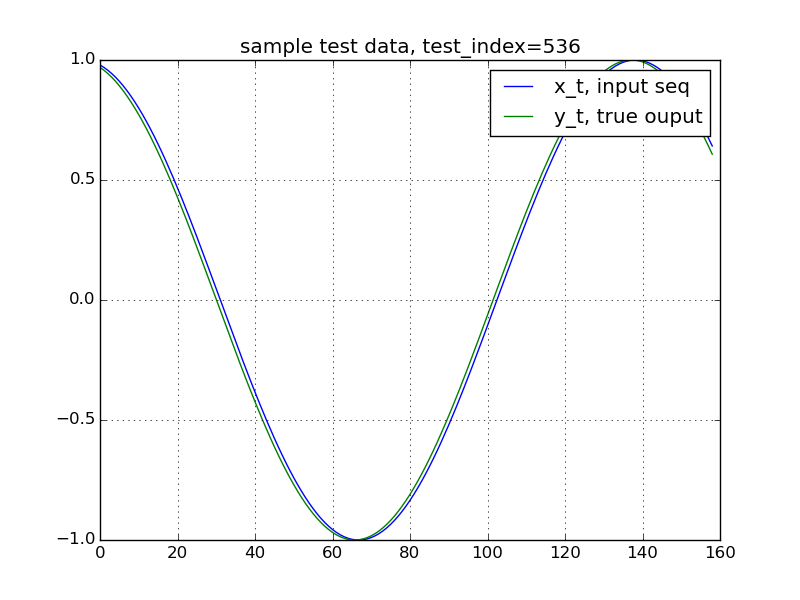 sample test data, test_index=536
x_t, input seq
y_t, true ouput
1.0
0.5
0.0
−0.5
−1.0
0 20 40 60 80 100 120 140 160